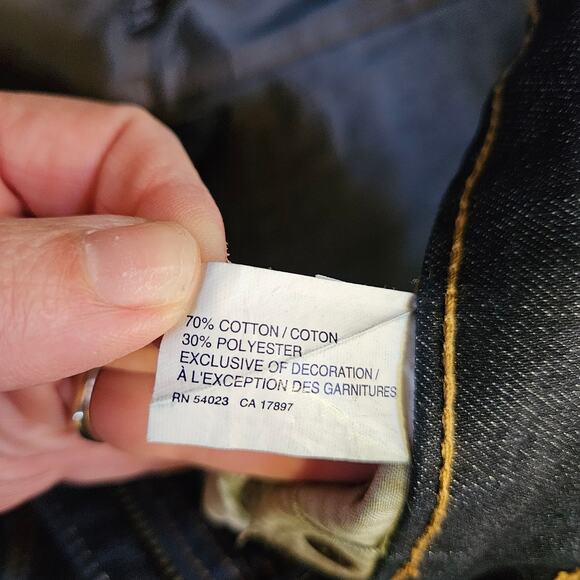 70% COTTON / COTON
30% POLYESTER
EXCLUSIVE OF DECORATION /
À L'EXCEPTION DES GARNITURES
RN 54023 CA 17897